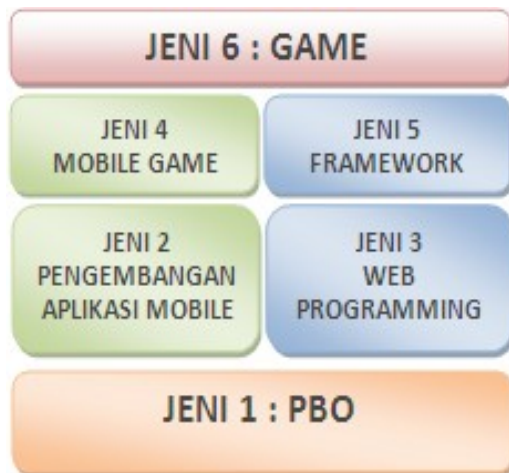 JENI 6 : GAME
JENI 4
MOBILE GAME
JENI 5
FRAMEWORK
JENI 2
PENGEMBANGAN
APLIKASI MOBILE
JENI 3
WEB
PROGRAMMING
JENI 1 : PBO